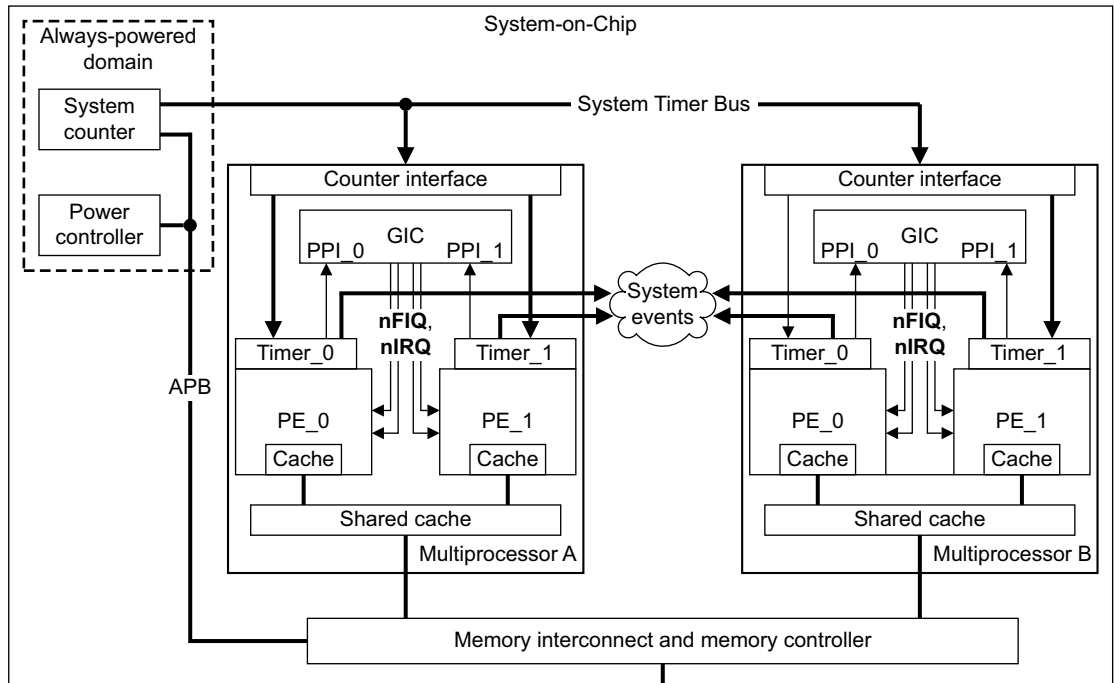 System-on-Chip
Always-powered
domain
System
counter
System Timer Bus
Power
controller
Counter interface
GIC
PPI_0
PPI_1
nFIQ,
nIRQ
Timer_0
Timer_1
PE_0
PE_1
Cache
Cache
Shared cache
Multiprocessor A
System
events
Counter interface
GIC
PPI_0
PPI_1
nFIQ,
nIRQ
Timer_0
Timer_1
PE_0
PE_1
Cache
Cache
Shared cache
Multiprocessor B
APB
Memory interconnect and memory controller